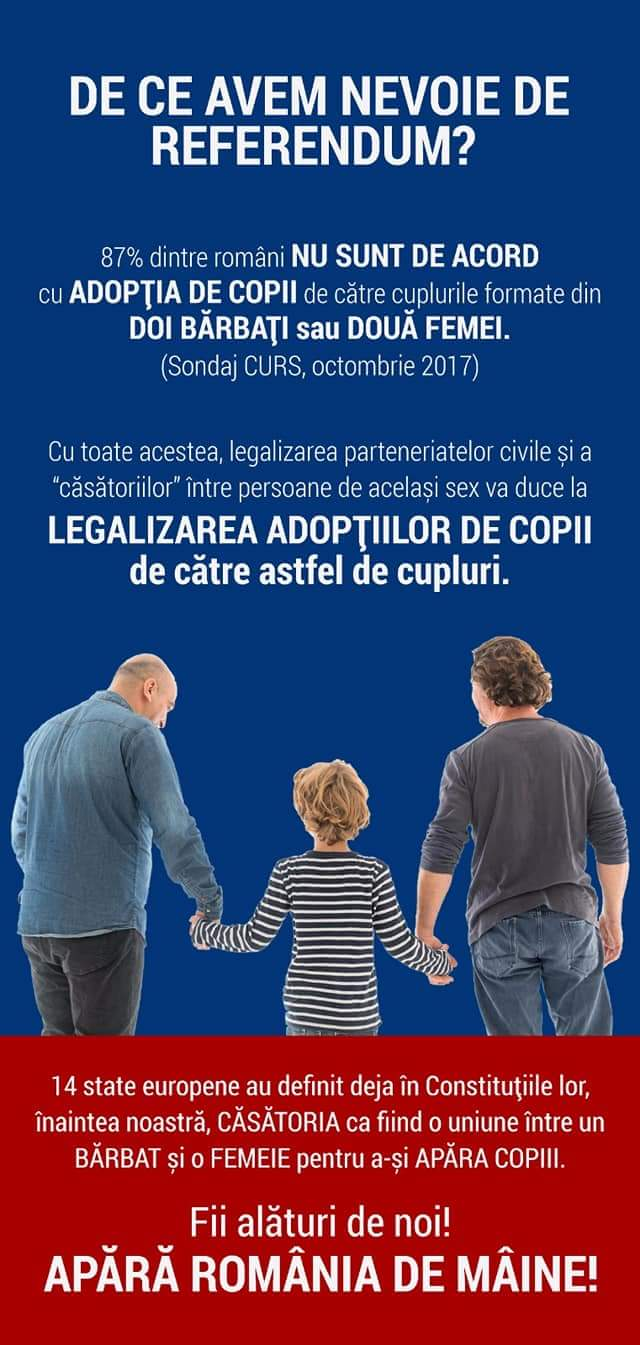 DE CE AVEM NEVOIE DE
REFERENDUM?
87% dintre români NU SUNT DE ACORD
cu ADOPŢIA DE COPII de către cuplurile formate din
DOI BĂRBAŢI sau DOUĂ FEMEI.
(Sondaj CURS, octombrie 2017)
Cu toate acestea, legalizarea parteneriatelor civile și a
“căsătoriilor” între persoane de același sex va duce la
LEGALIZAREA ADOPŢIILOR DE COPII
de către astfel de cupluri.
14 state europene au definit deja în Constituţiile lor,
înaintea noastră, CĂSĂTORIA ca fiind o uniune între un
BĂRBAT și o FEMEIE pentru a-și APĂRA COPIII.
Fii alături de noi!
APĂRĂ ROMÂNIA DE MÂINE!